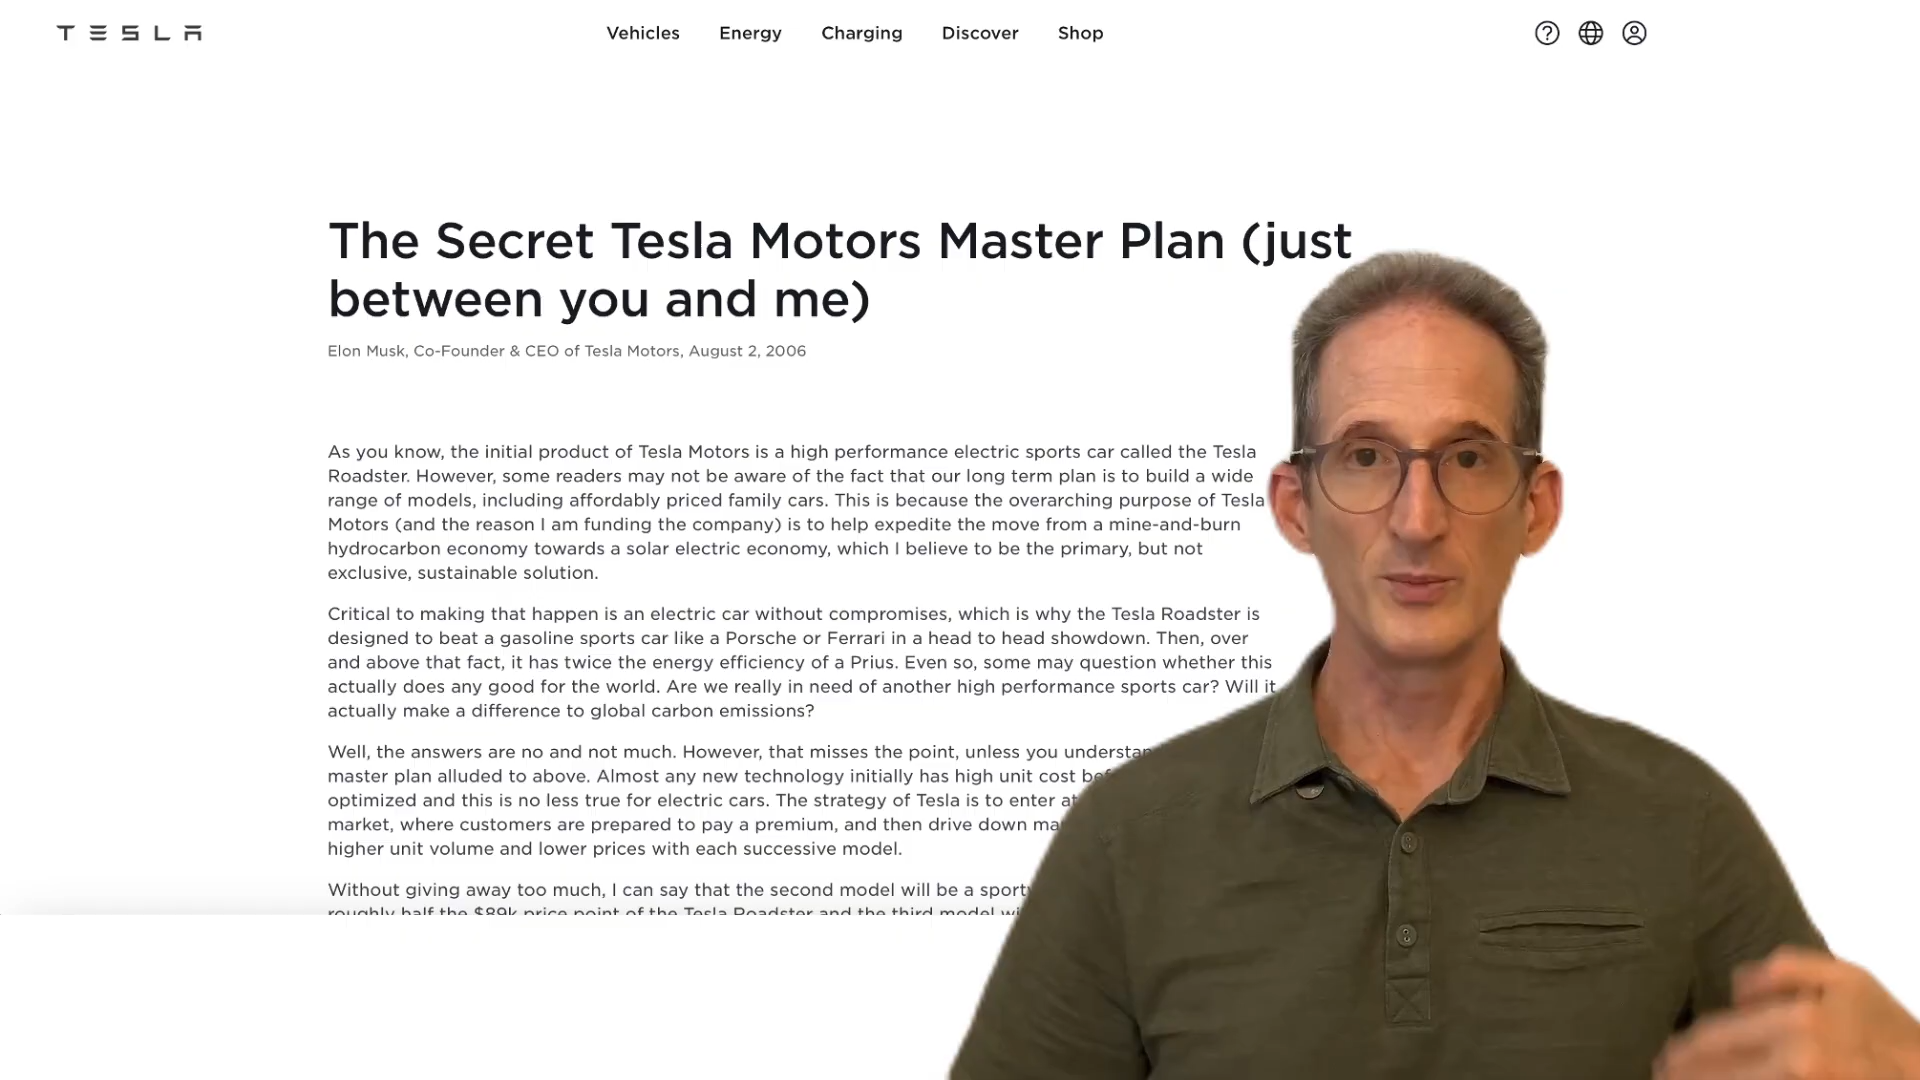 TESLA
Vehicles Energy Charging Discover Shop
The Secret Tesla Motors Master Plan (just
between you and me)
Elon Musk, Co-Founder & CEO of Tesla Motors, August 2, 2006
As you know, the initial product of Tesla Motors is a high performance electric sports car called the Tesla
Roadster. However, some readers may not be aware of the fact that our long term plan is to build a wide
range of models, including affordably priced family cars. This is because the overarching purpose of Tesla
Motors (and the reason I am funding the company) is to help expedite the move from a mine-and-burn
hydrocarbon economy towards a solar electric economy, which I believe to be the primary, but not
exclusive, sustainable solution.
Critical to making that happen is an electric car without compromises, which is why the Tesla Roadster is
designed to beat a gasoline sports car like a Porsche or Ferrari in a head to head showdown. Then, over
and above that fact, it has twice the energy efficiency of a Prius. Even so, some may question whether this
actually does any good for the world. Are we really in need of another high performance sports car? Will it
actually make a difference to global carbon emissions?
Well, the answers are no and not much. However, that misses the point, unless you
master plan alluded to above. Almost any new technology initially has high unit cost
optimized and this is no less true for electric cars. The strategy of Tesla is to enter at
market, where customers are prepared to pay a premium, and then drive down
higher unit volume and lower prices with each successive model.
Without giving away too much, I can say that the second model will be a
roughly half the $89k price point of the Tesla Roadster and the third model